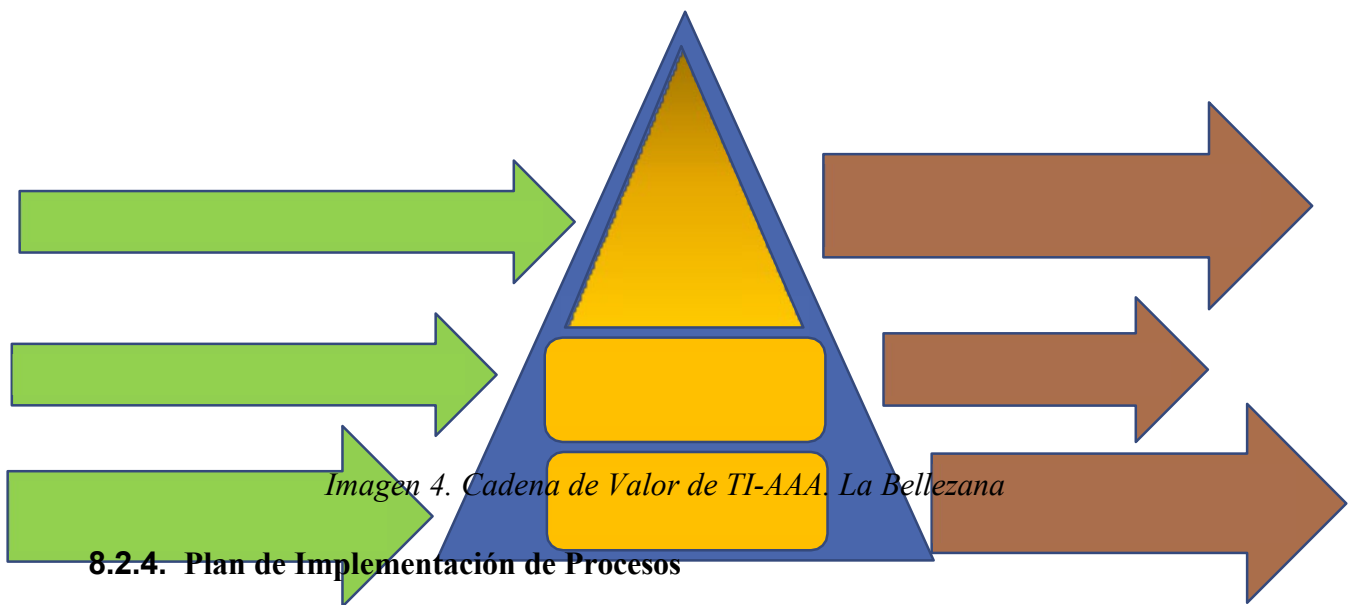 Imagen 4. Cadena de Valor de TI-AAA. La Bellezana
8.2.4. Plan de Implementación de Procesos